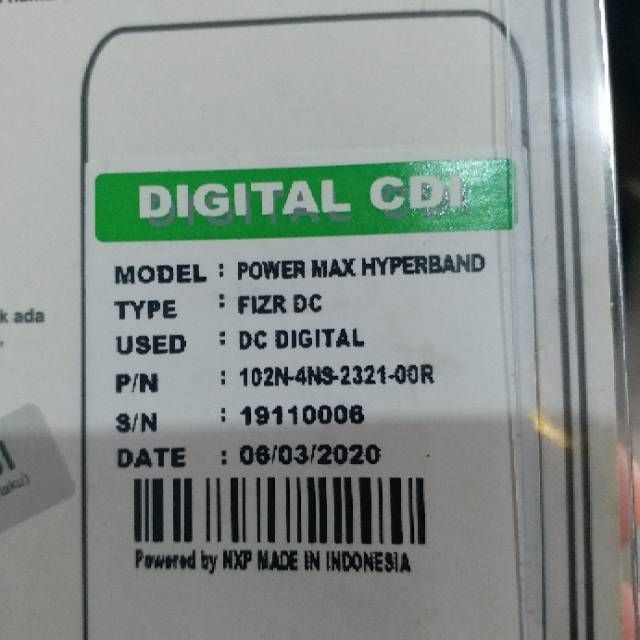 DIGITAL CDI
MODEL : POWER MAX HYPERBAND
TYPE : FIZR DC
USED : DC DIGITAL
P/N : 102N-4NS-2321-00R
S/N : 19110006
DATE : 06/03/2020
Powered by NXP MADE IN INDONESIA
k ada